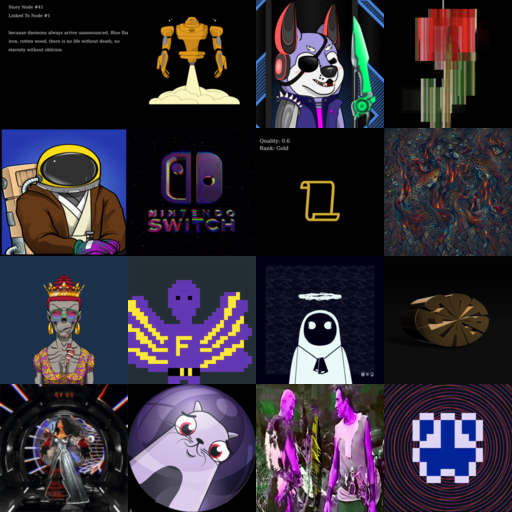 Story Node #41
Linked To Node #1
because daemons always arrive unannounced. Blue flu
iron, rotten wood, there is no life without death, no
eternity without oblivion
NINTENDO
SWITCH
Quality: 0.6
Rank: Gold
F